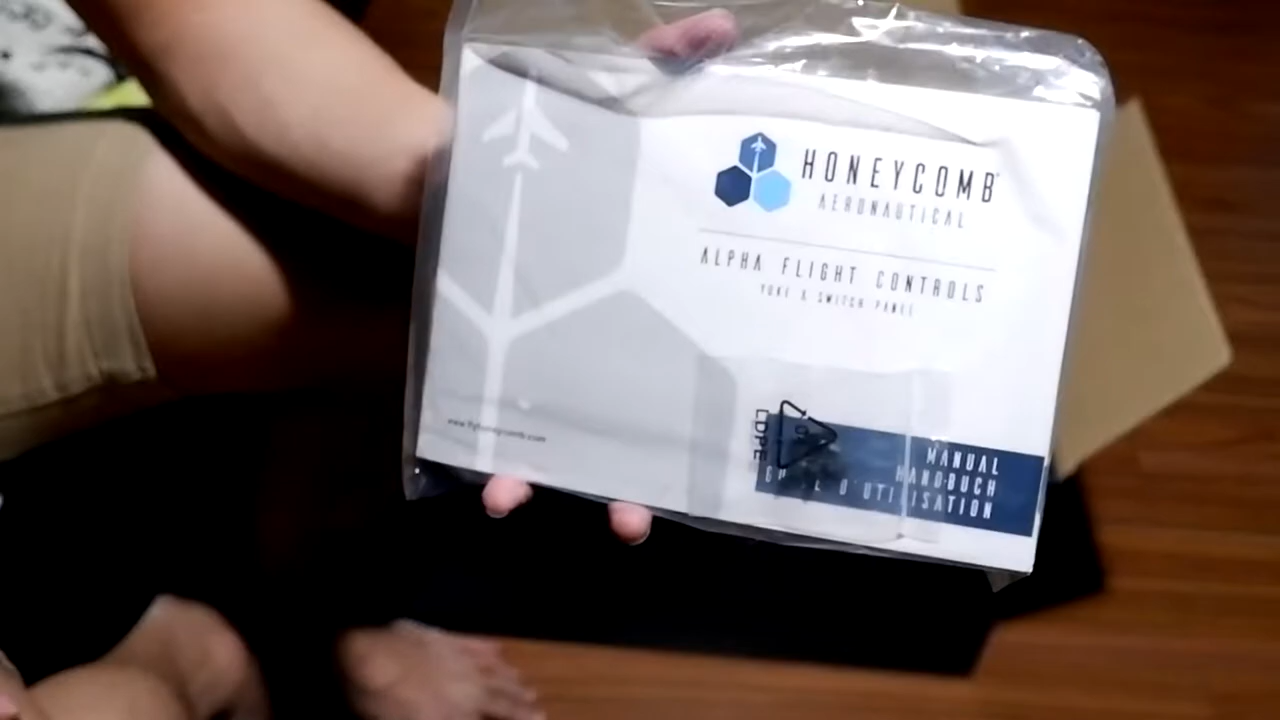 HONEYCOMB
AERONAUTICAL
ALPHA FLIGHT CONTROLS
YOKE & SWITCH PANEL
www.flyhoneycomb.com
LDPE
MANUAL
HANDBUCH
D'UTILISATION